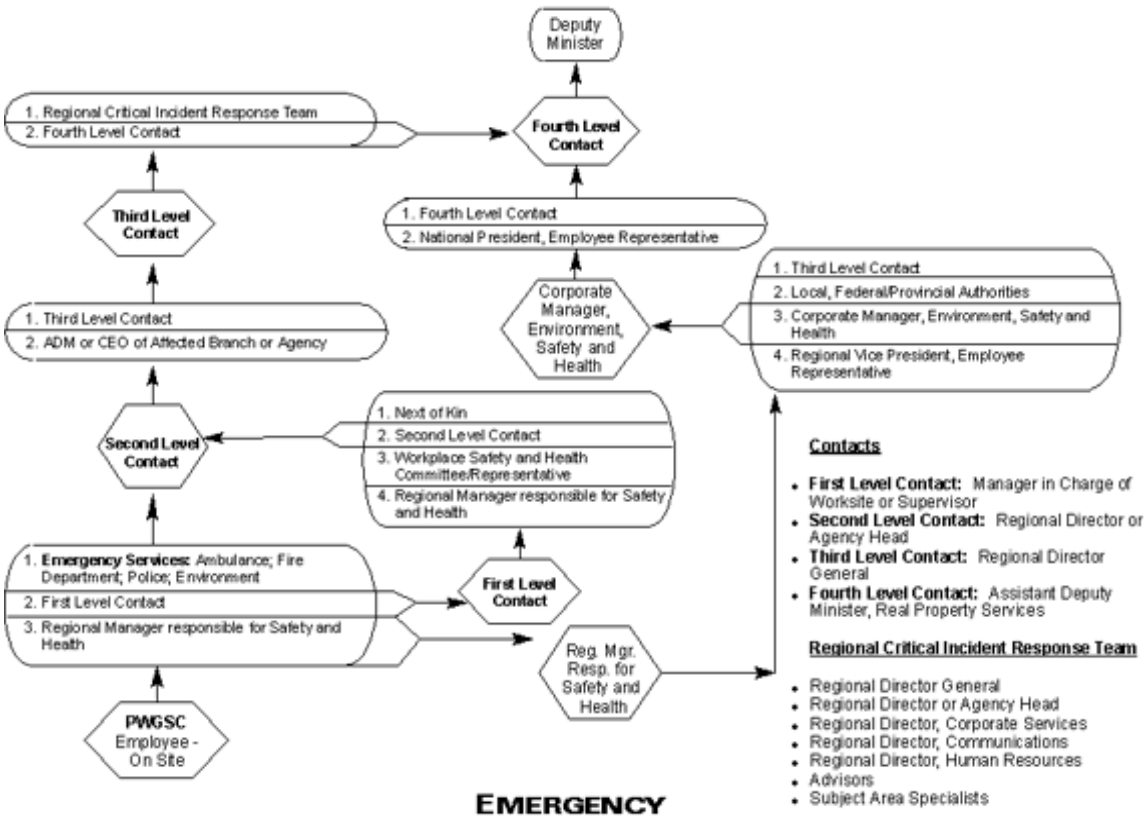 Deputy
Minister
1. Regional Critical Incident Response Team
2. Fourth Level Contact
Fourth Level
Contact
Third Level
Contact
1. Fourth Level Contact
2. National President, Employee Representative
1. Third Level Contact
2. Local, Federal/Provincial Authorities
3. Corporate Manager, Environment, Safety and
Health
4. Regional Vice President, Employee
Representative
Corporate
Manager,
Environment,
Safety and
Health
1. Third Level Contact
2. ADM or CEO of Affected Branch or Agency
Second Level
Contact
1. Next of Kin
2. Second Level Contact
3. Workplace Safety and Health
Committee/Representative
4. Regional Manager responsible for Safety
and Health
1. Emergency Services: Ambulance; Fire
Department; Police; Environment
2. First Level Contact
3. Regional Manager responsible for Safety and
Health
First Level
Contact
Reg. Mgr.
Resp. for
Safety and
Health
PWGSC
Employee -
On Site
Contacts
• First Level Contact: Manager in Charge of
Worksite or Supervisor
• Second Level Contact: Regional Director or
Agency Head
• Third Level Contact: Regional Director
General
• Fourth Level Contact: Assistant Deputy
Minister, Real Property Services
Regional Critical Incident Response Team
• Regional Director General
• Regional Director or Agency Head
• Regional Director, Corporate Services
• Regional Director, Communications
• Regional Director, Human Resources
• Advisors
• Subject Area Specialists
EMERGENCY